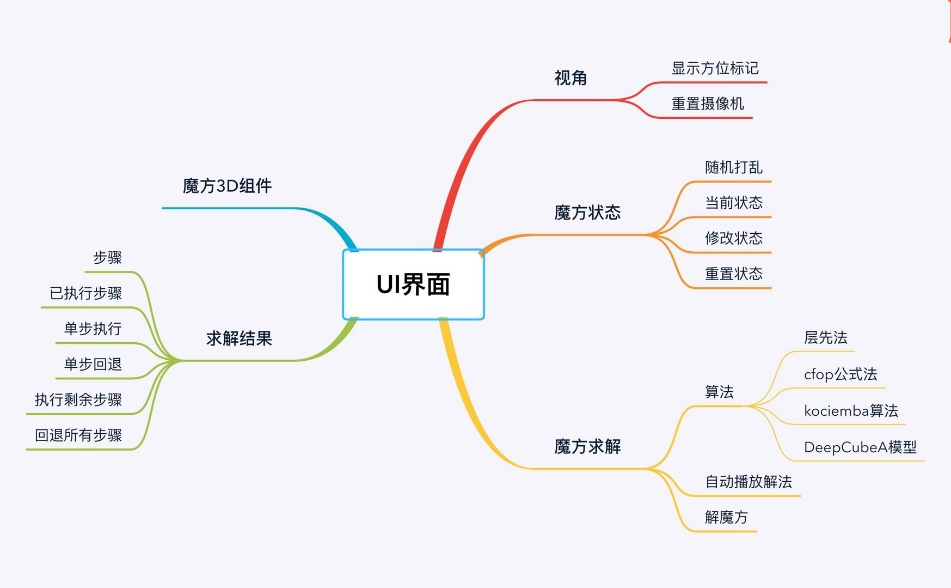 UI界面
视角
显示方位标记
重置摄像机
魔方状态
随机打乱
当前状态
修改状态
重置状态
魔方求解
算法
层先法
cfop公式法
kociemba算法
DeepCubeA模型
自动播放解法
解魔方
魔方3D组件
求解结果
步骤
已执行步骤
单步执行
单步回退
执行剩余步骤
回退所有步骤